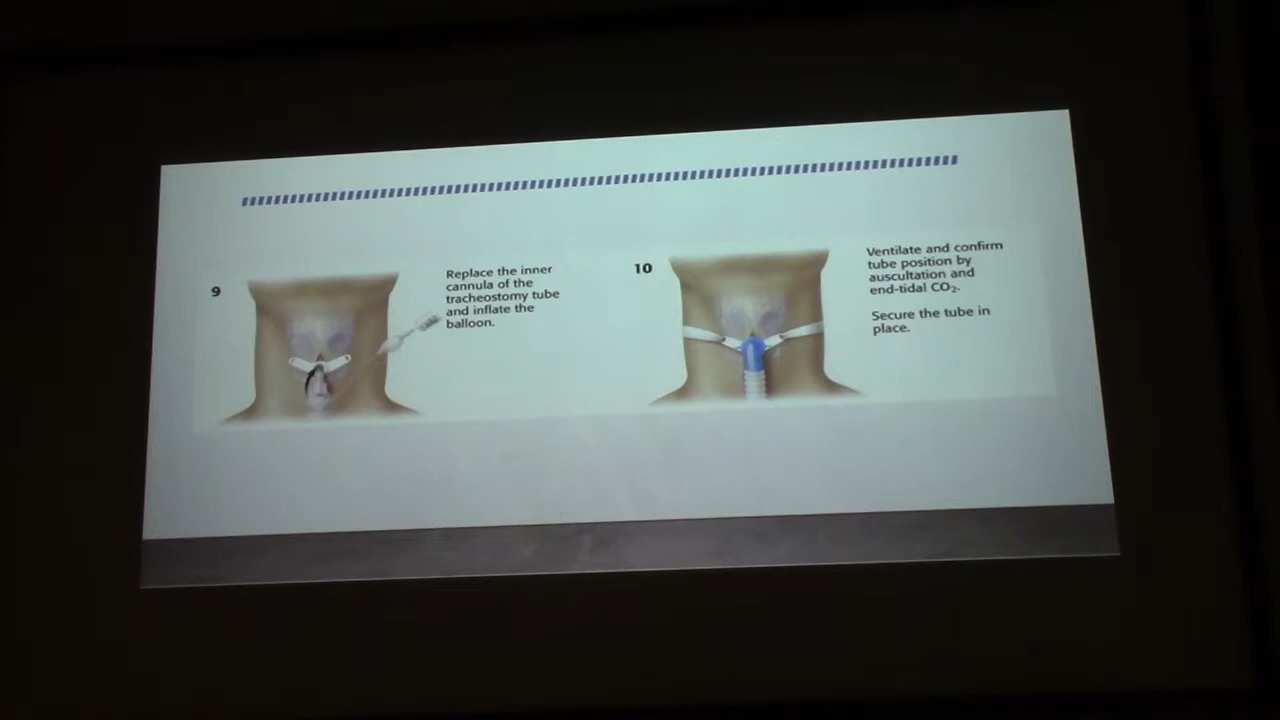 9
Replace the inner
cannula of the
tracheostomy tube
and inflate the
balloon.
10
Ventilate and confirm
tube position by
auscultation and
end-tidal CO₂.
Secure the tube in
place.